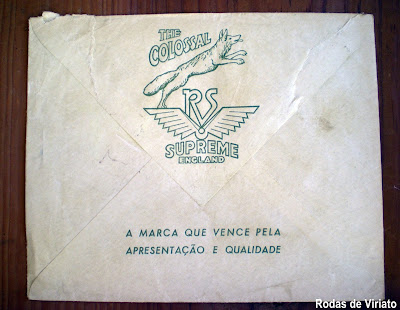 THE
COLOSSAL
RS
SUPREME
ENGLAND
A MARCA QUE VENCE PELA
APRESENTAÇÃO E QUALIDADE
Rodas de Viriato